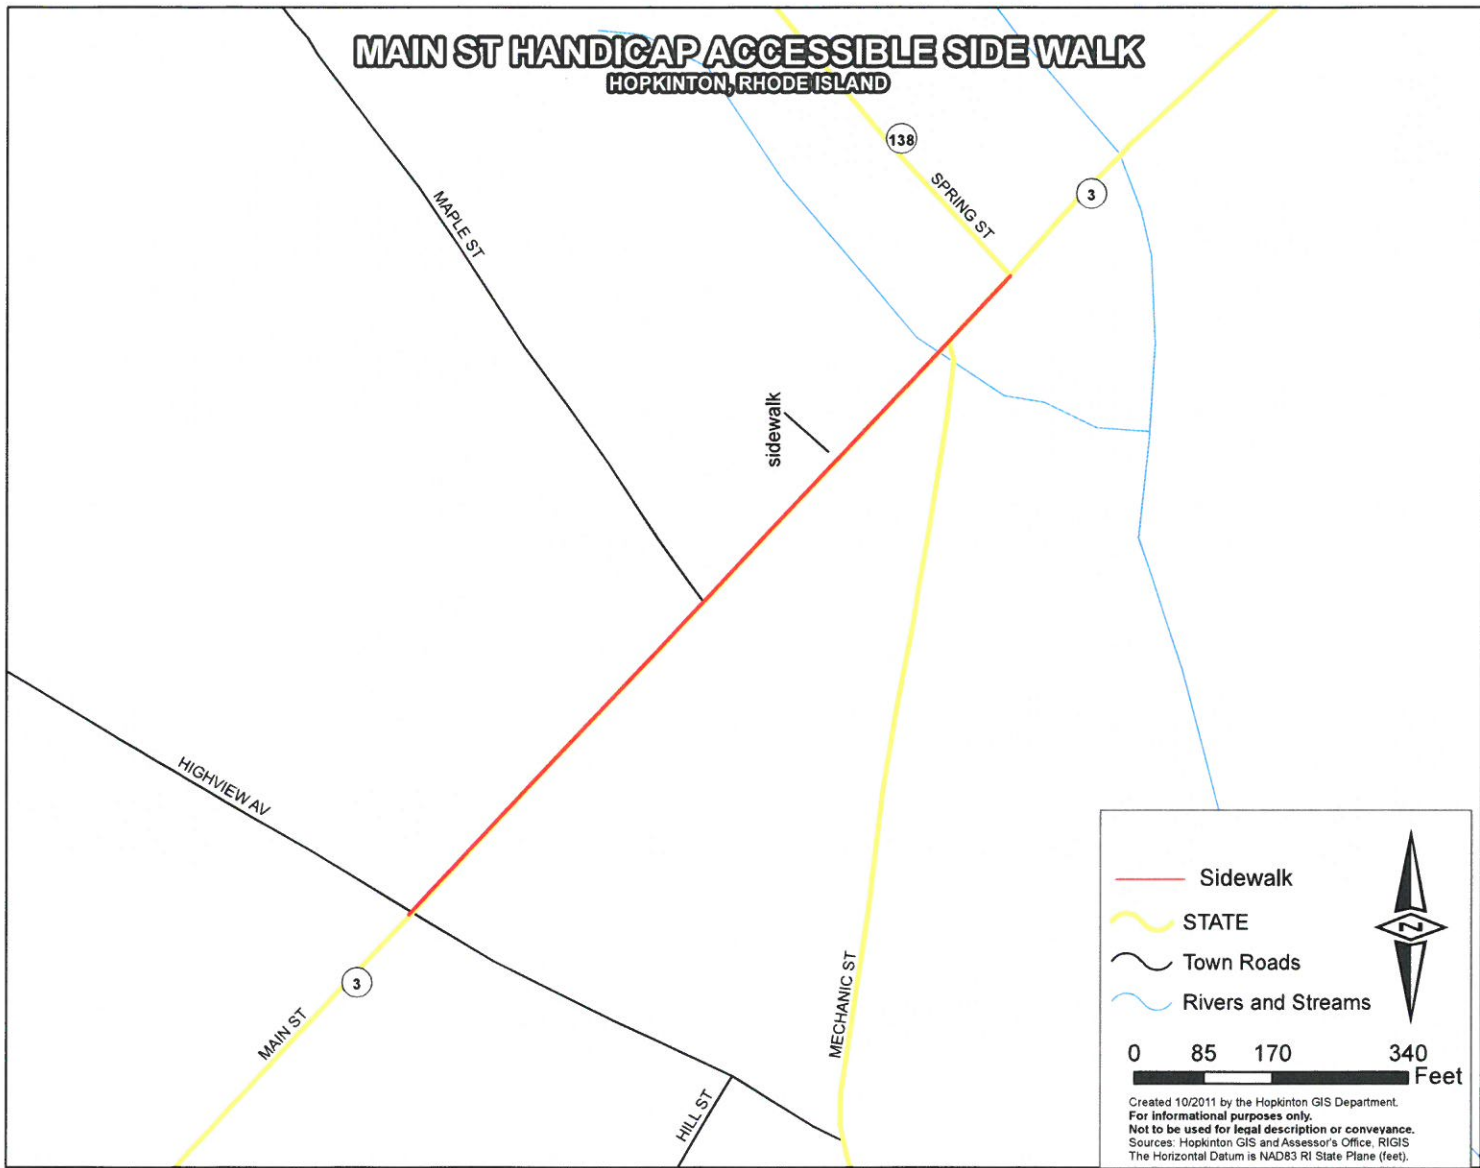 MAIN ST HANDICAP ACCESSIBLE SIDE WALK
HOPKINTON, RHODE ISLAND
138
SPRING ST
3
MAPLE ST
sidewalk
HIGHVIEW AV
3
MAIN ST
MECHANIC ST
HILL ST
Sidewalk
STATE
Town Roads
Rivers and Streams
N
0 85 170 340
Feet
Created 10/2011 by the Hopkinton GIS Department.
For informational purposes only.
Not to be used for legal description or conveyance.
Sources: Hopkinton GIS and Assessor's Office, RIGIS
The Horizontal Datum is NAD83 RI State Plane (feet).